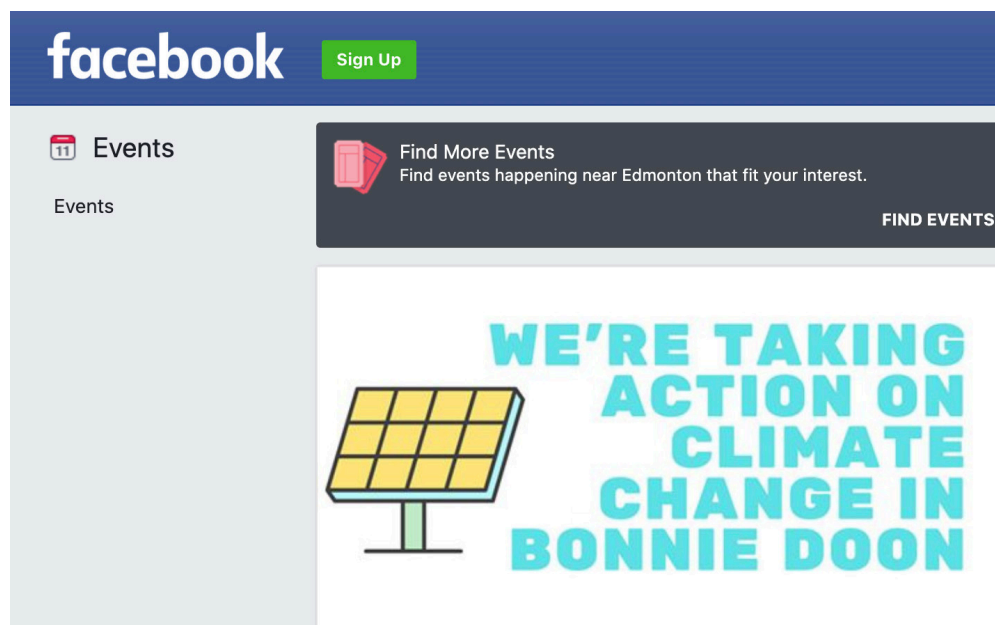 facebook
Sign Up
11
Events
Events
Find More Events
Find events happening near Edmonton that fit your interest.
FIND EVENTS
WE'RE TAKING
ACTION ON
CLIMATE
CHANGE IN
BONNIE DOON